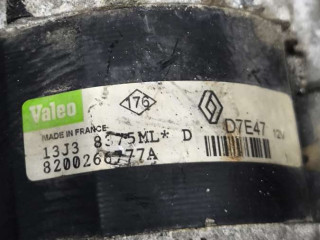 Valeo
176
MADE IN FRANCE
D7E47 12V
13J3 8375ML* D
8200266777A